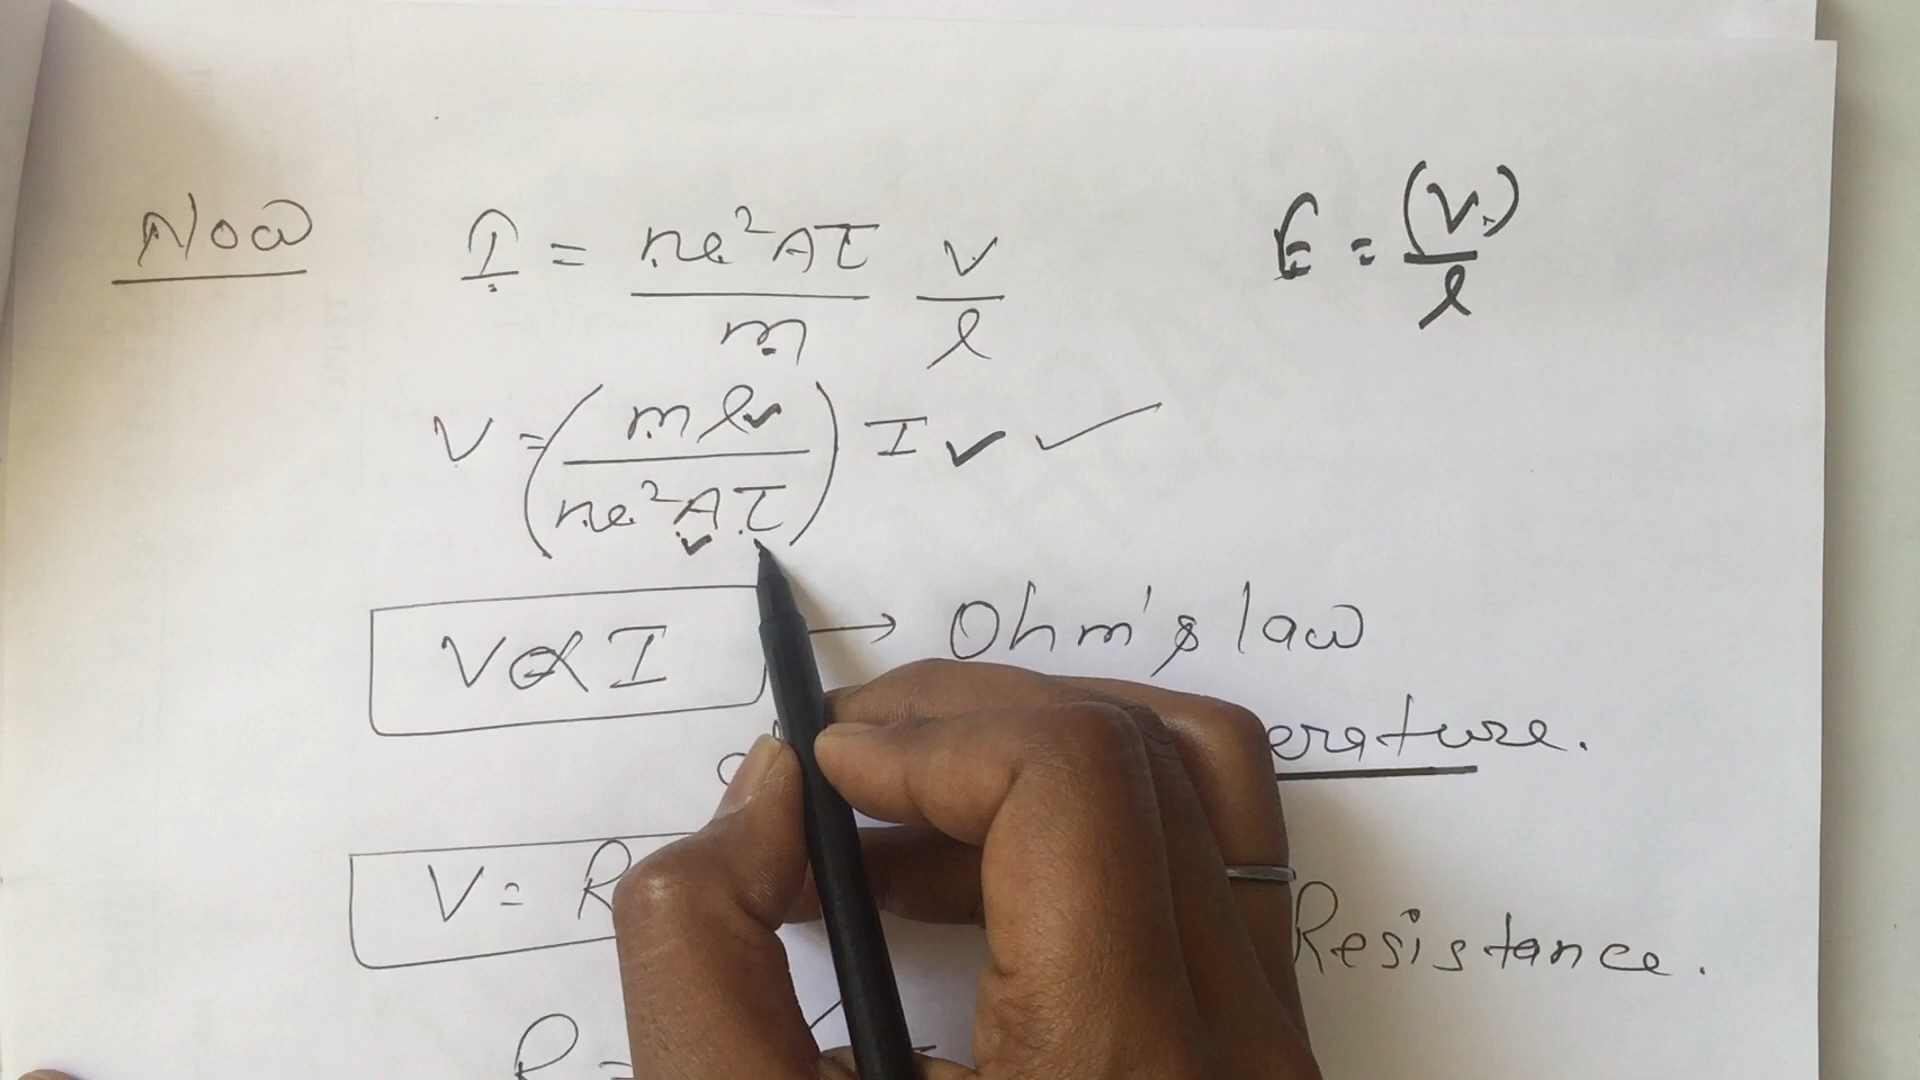 Now I = ne²Aτ/m V/l E = (V)/l
V = (ml/ne²Aτ) I
V ∝ I → Ohm's law
erature.
V = R Resistance.
R =